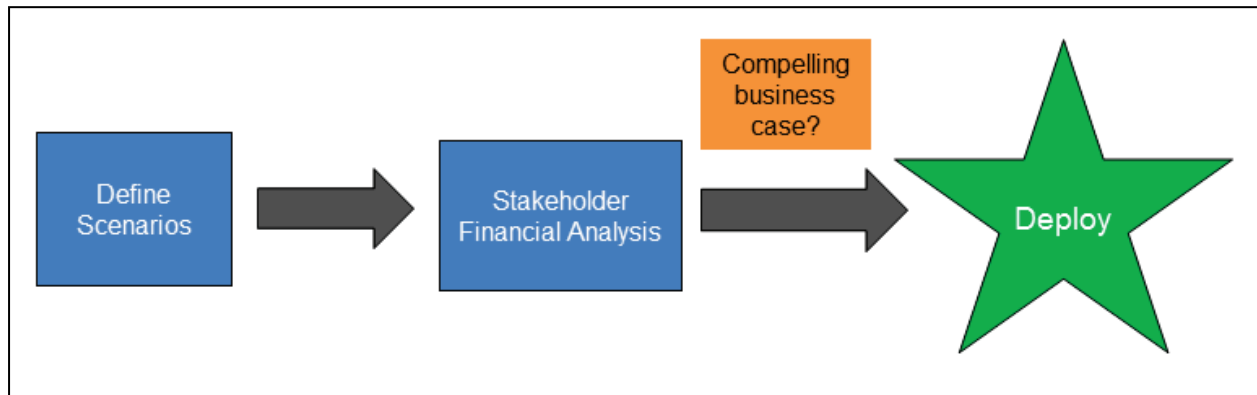 Define
Scenarios
Stakeholder
Financial Analysis
Compelling
business
case?
Deploy